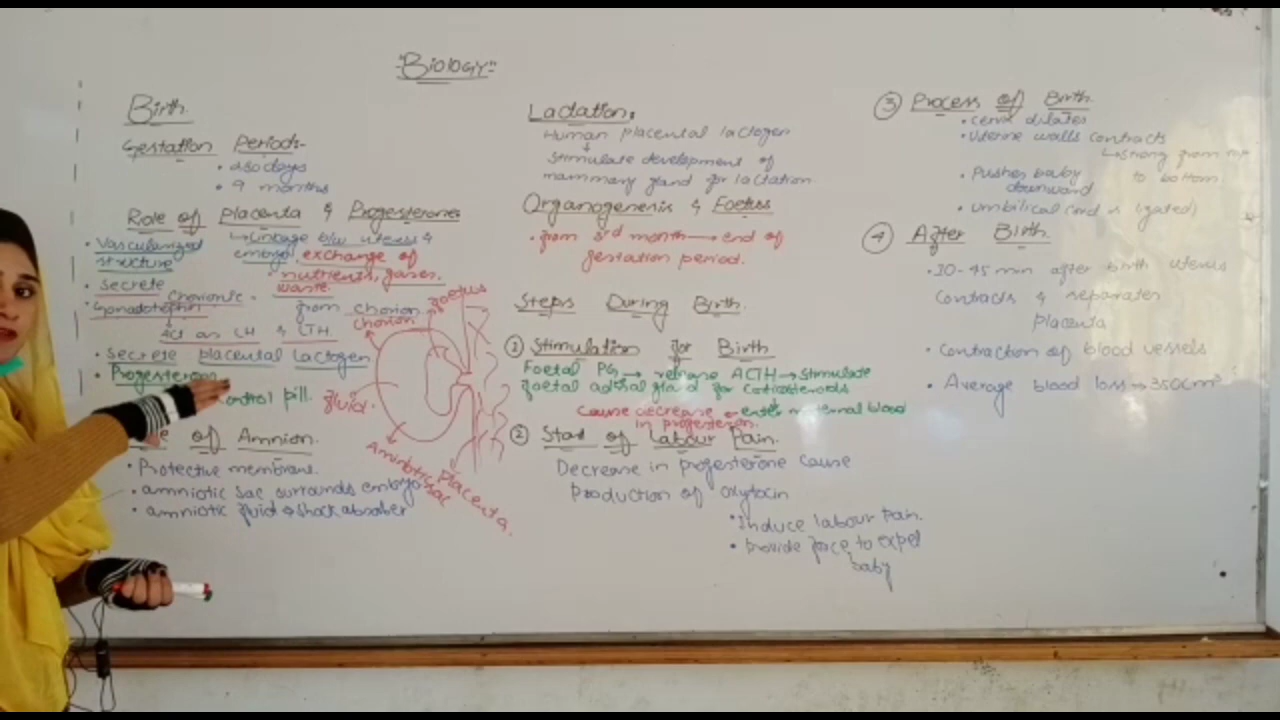 "Biology"
Birth
Gestation Period:-
• 280 days
• 9 months
Role of Placenta & Progesterone
↳ Linkage b/w uterus &
embryo exchange of
nutrients, gases.
waste.
• Vascularized
structure
• Secrete
Chorionic
• Gonadotrophin
from chorion
act as LH & LTH.
• Secrete placental lactogen
• Progesterone
control pill.
of Amnion.
• Protective membrane.
• amniotic sac surrounds embryo
• amniotic fluid → shock absorber
Foetus
Chorion
fluid.
Amniotic
sac
Placenta.
Lactation:
Human placental lactogen
↓
Stimulate development of
mammary gland for lactation.
Organogenesis & Foetus
• from 3rd month → end of
gestation period.
Steps During Birth.
① Stimulation for Birth
Foetal PG → release ACTH → Stimulate
foetal adrenal gland for Corticosteroids
enter maternal blood
Cause decrease
in progesteron.
② Start of Labour Pain.
Decrease in progesterone cause
Production of oxytocin
• Induce labour pain.
• Provide force to expel
baby
③ Process of Birth.
• cervix dilates
• Uterine walls contracts
↳ strong from top
to bottom.
• Pushes baby
downward
• Umbilical cord is ligated)
④ After Birth.
• 10-45 min after birth uterus
Contracts & separates
Placenta
• Contraction of blood vessels
• Average blood loss → 350cm³